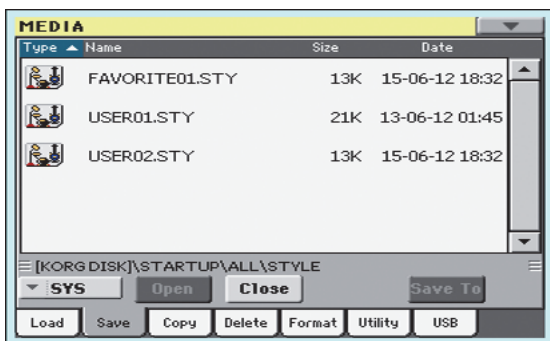 MEDIA
Type Name Size Date
FAVORITE01.STY 13K 15-06-12 18:32
USER01.STY 21K 13-06-12 01:45
USER02.STY 13K 15-06-12 18:32
[KORG DISK]\STARTUP\ALL\STYLE
SYS Open Close Save To
Load Save Copy Delete Format Utility USB